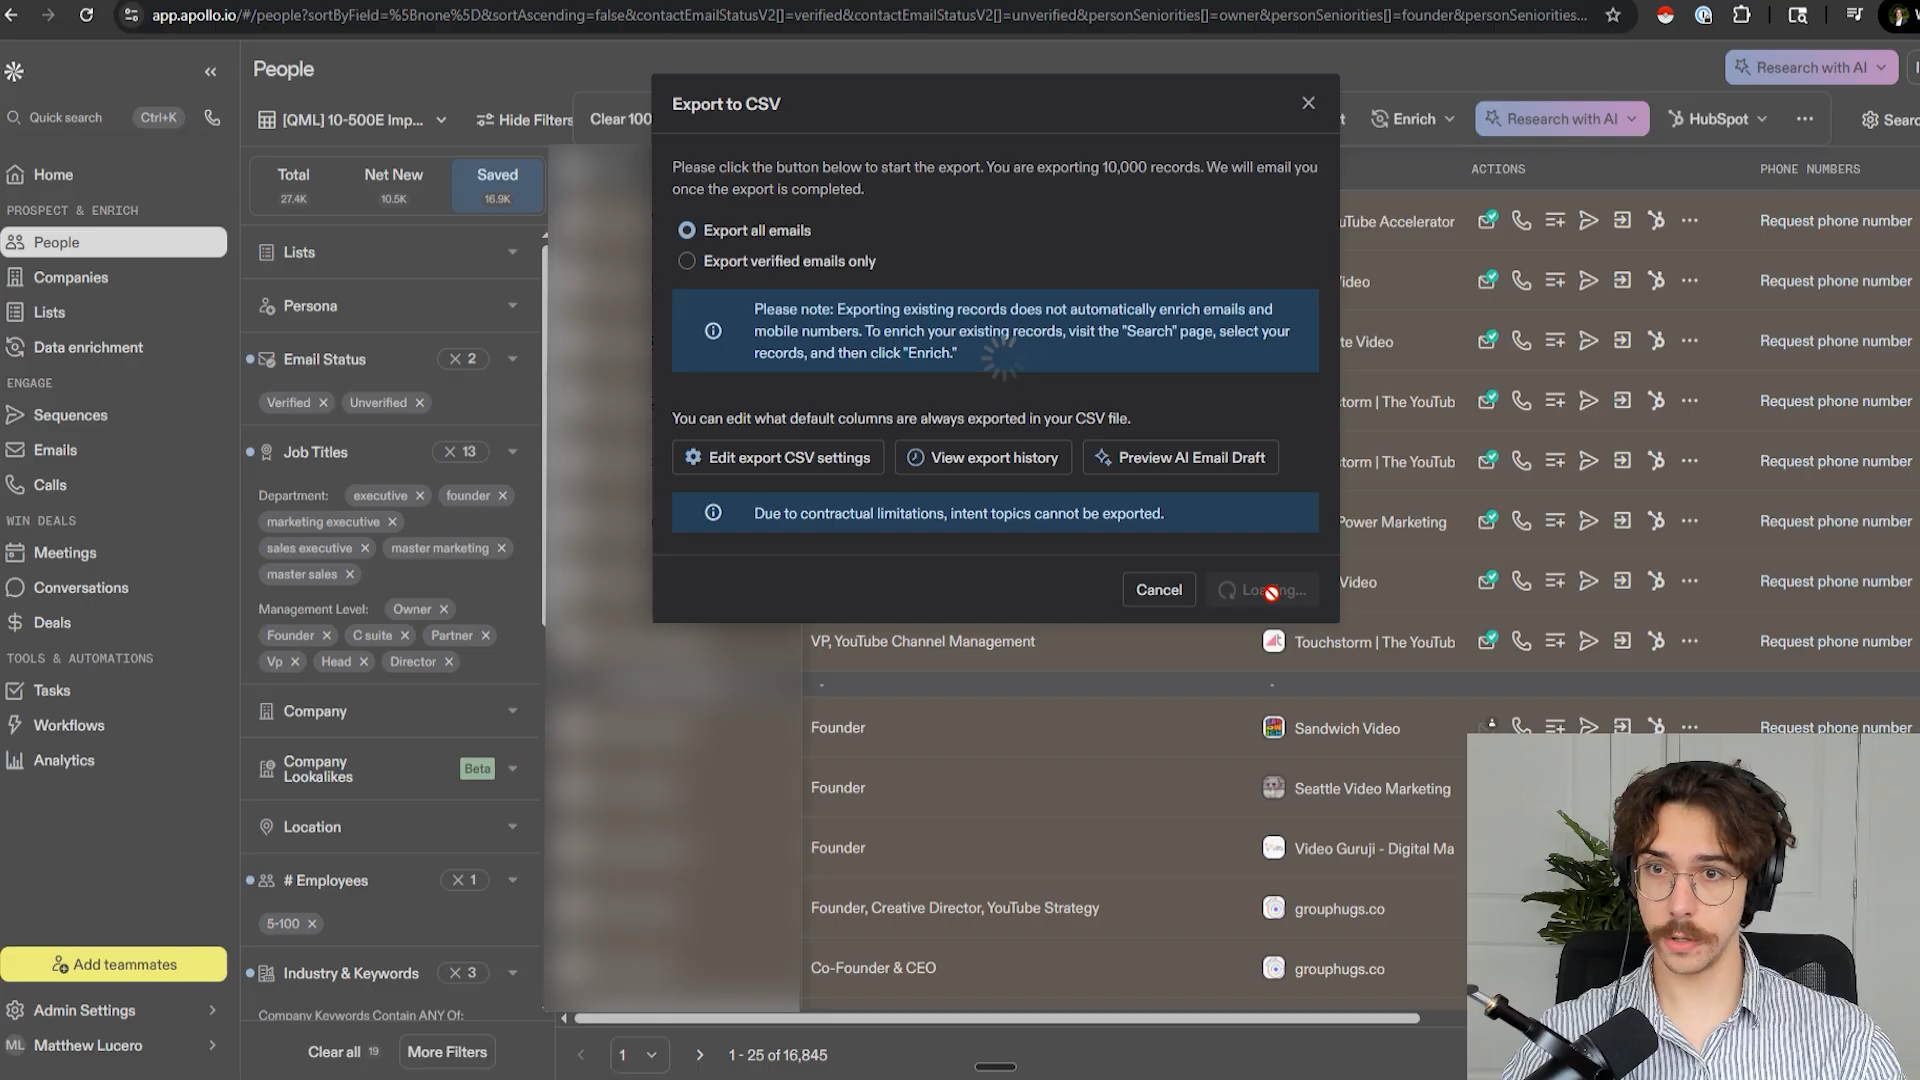 app.apollo.io/#/people?sortByField=%5Bnone%5D&sortAscending=false&contactEmailStatusV2[]=verified&contactEmailStatusV2[]=unverified&personSeniorities[]=owner&personSeniorities[]=founder&personSeniorities...
Quick search
Ctrl+K
Home
PROSPECT & ENRICH
People
Companies
Lists
Data enrichment
ENGAGE
Sequences
Emails
Calls
WIN DEALS
Meetings
Conversations
Deals
TOOLS & AUTOMATIONS
Tasks
Workflows
Analytics
Add teammates
Admin Settings
ML Matthew Lucero
People
Research with AI
[QML] 10-500E Imp...
Hide Filters
Clear 100
Enrich
Research with AI
HubSpot
Total
27.4K
Net New
10.5K
Saved
16.9K
Lists
Persona
Email Status
2
Verified
Unverified
Job Titles
13
Department: executive founder
marketing executive
sales executive master marketing
master sales
Management Level: Owner
Founder C suite Partner
Vp Head Director
Company
Company
Lookalikes
Beta
Location
# Employees
1
5-100
Industry & Keywords
3
Company Keywords Contain ANY Of:
Clear all 19
More Filters
Export to CSV
Please click the button below to start the export. You are exporting 10,000 records. We will email you
once the export is completed.
Export all emails
Export verified emails only
Please note: Exporting existing records does not automatically enrich emails and
mobile numbers. To enrich your existing records, visit the "Search" page, select your
records, and then click "Enrich."
You can edit what default columns are always exported in your CSV file.
Edit export CSV settings
View export history
Preview AI Email Draft
Due to contractual limitations, intent topics cannot be exported.
Cancel
Loading...
ACTIONS
PHONE NUMBERS
uTube Accelerator
Request phone number
ideo
Request phone number
te Video
Request phone number
storm | The YouTub
Request phone number
storm | The YouTub
Request phone number
Power Marketing
Request phone number
Video
Request phone number
VP, YouTube Channel Management
Touchstorm | The YouTub
Request phone number
-
-
Founder
Sandwich Video
Request phone number
Founder
Seattle Video Marketing
Founder
Video Guruji - Digital Ma
Founder, Creative Director, YouTube Strategy
grouphugs.co
Co-Founder & CEO
grouphugs.co
1
1 - 25 of 16,845